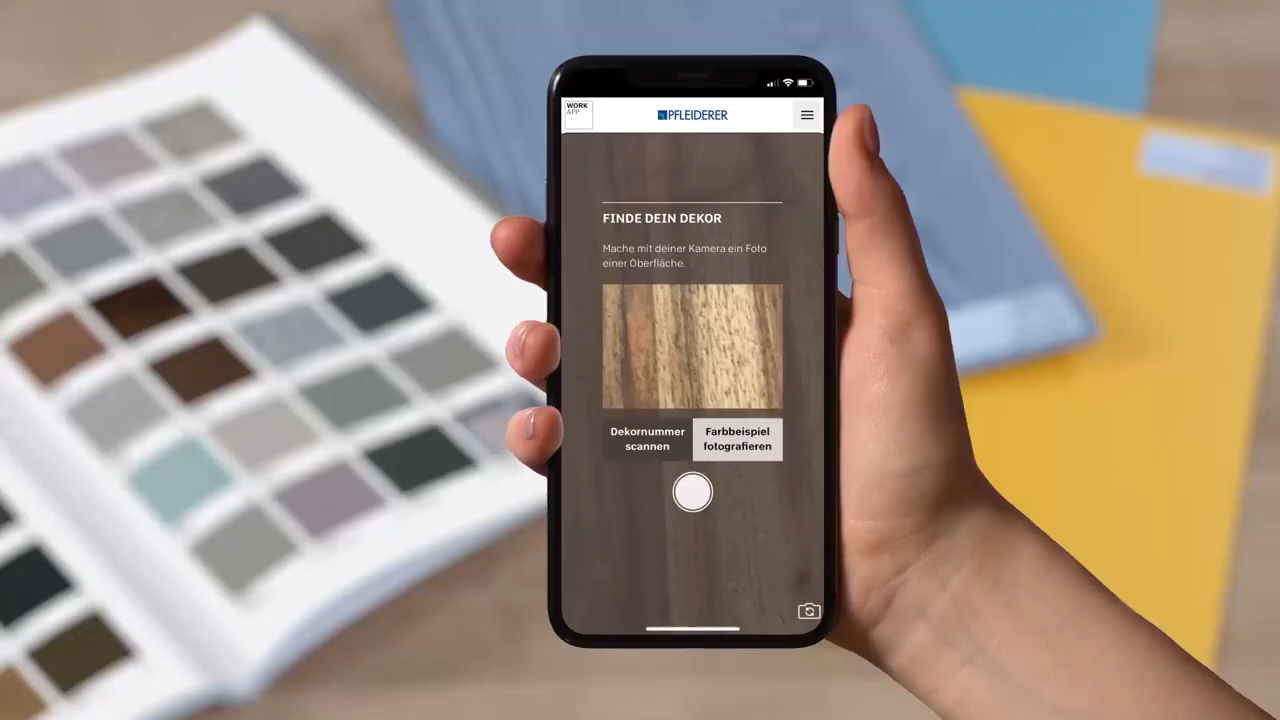 WORK
APP
PFLEIDERER
FINDE DEIN DEKOR
Mache mit deiner Kamera ein Foto
einer Oberfläche.
Dekornummer
scannen
Farbbeispiel
fotografieren